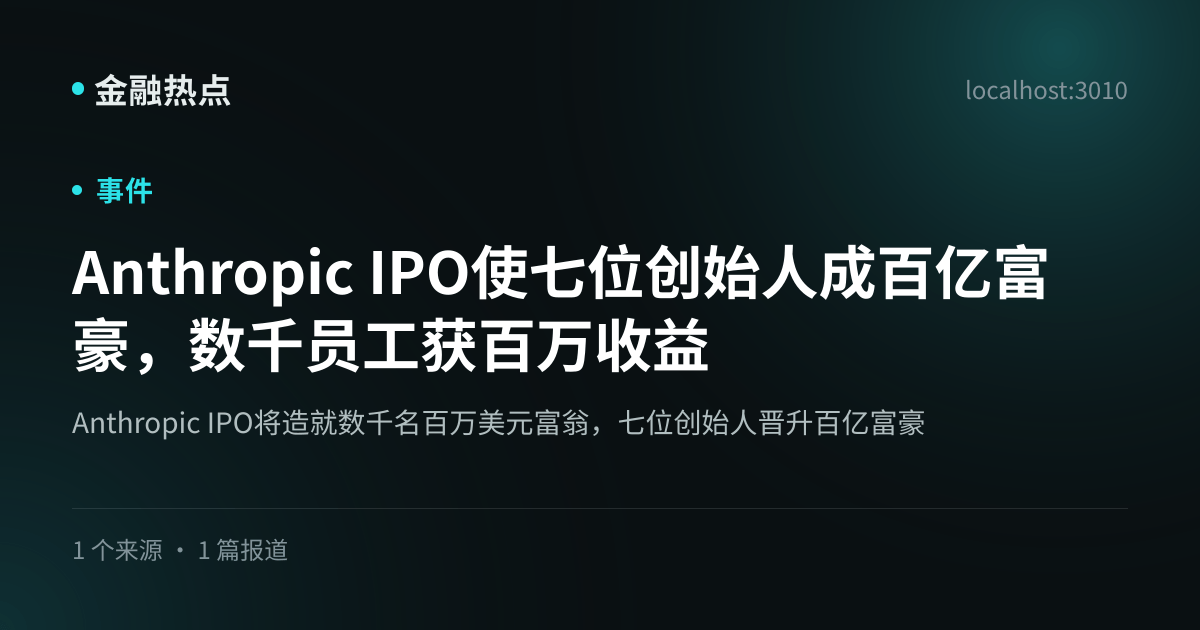 金融热点
localhost:3010
事件
Anthropic IPO使七位创始人成百亿富
豪，数千员工获百万收益
Anthropic IPO将造就数千名百万美元富翁，七位创始人晋升百亿富豪
1 个来源 · 1 篇报道